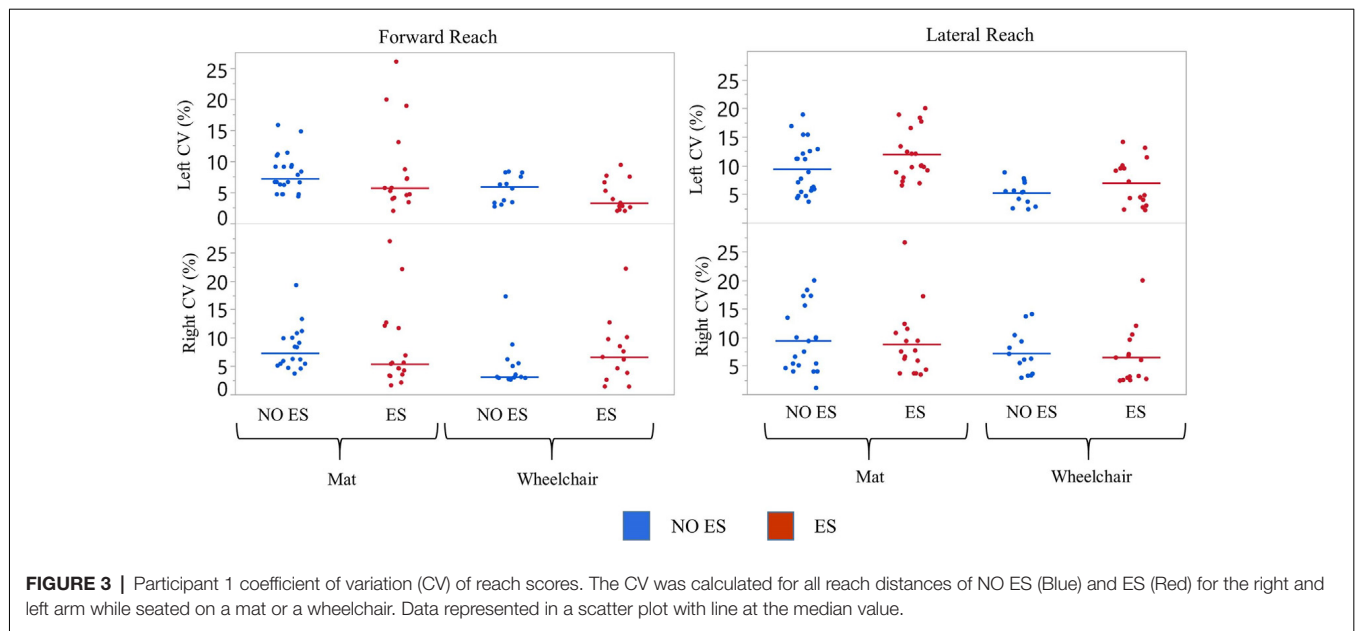 Forward Reach
Lateral Reach
Left CV (%)
25
20
15
10
5
0
Right CV (%)
25
20
15
10
5
0
Left CV (%)
25
20
15
10
5
Right CV (%)
25
20
15
10
5
NO ES ES NO ES ES
Mat Wheelchair
NO ES ES NO ES ES
Mat Wheelchair
NO ES ES
FIGURE 3 | Participant 1 coefficient of variation (CV) of reach scores. The CV was calculated for all reach distances of NO ES (Blue) and ES (Red) for the right and
left arm while seated on a mat or a wheelchair. Data represented in a scatter plot with line at the median value.